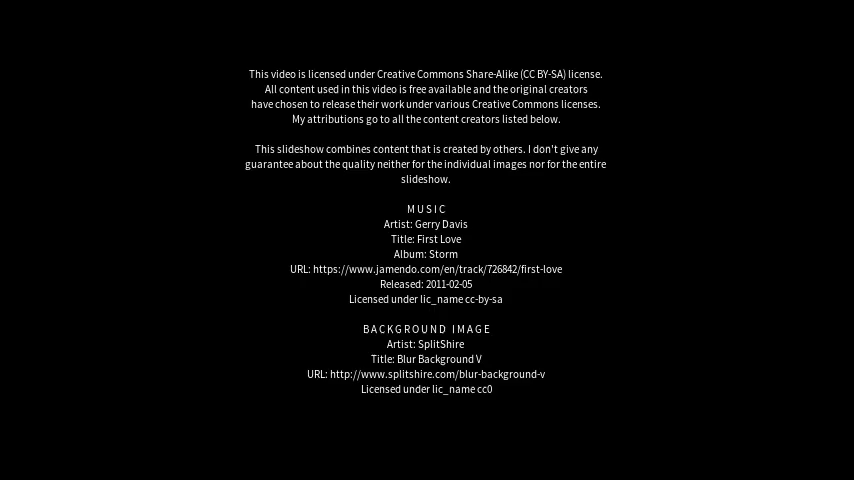 This video is licensed under Creative Commons Share-Alike (CC BY-SA) license.
All content used in this video is free available and the original creators
have chosen to release their work under various Creative Commons licenses.
My attributions go to all the content creators listed below.
This slideshow combines content that is created by others. I don't give any
guarantee about the quality neither for the individual images nor for the entire
slideshow.
MUSIC
Artist: Gerry Davis
Title: First Love
Album: Storm
URL: https://www.jamendo.com/en/track/726842/first-love
Released: 2011-02-05
Licensed under lic_name cc-by-sa
BACKGROUND IMAGE
Artist: SplitShire
Title: Blur Background V
URL: http://www.splitshire.com/blur-background-v
Licensed under lic_name cc0